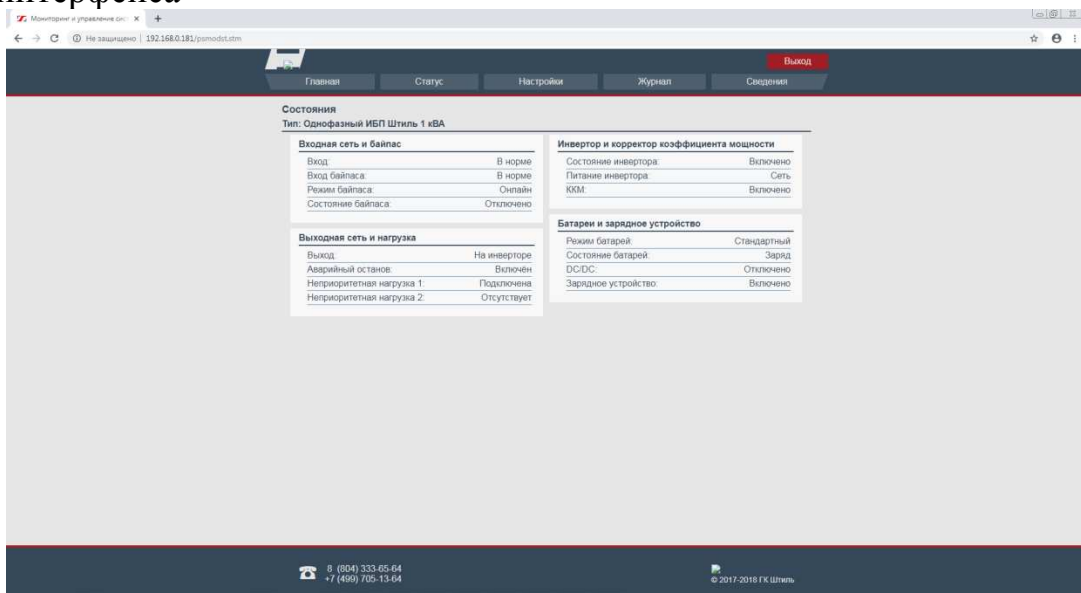 нтерфейса
Мониторинг и управление сис
Не защищено | 192.168.0.181/psmodst.stm
Выход
Главная Статус Настройки Журнал Сведения
Состояния
Тип: Однофазный ИБП Штиль 1 кВА
Входная сеть и байпас
Вход: В норме
Вход байпаса: В норме
Режим байпаса: Онлайн
Состояние байпаса: Отключено
Выходная сеть и нагрузка
Выход: На инверторе
Аварийный останов: Включен
Неприоритетная нагрузка 1: Подключена
Неприоритетная нагрузка 2: Отсутствует
Инвертор и корректор коэффициента мощности
Состояние инвертора: Включено
Питание инвертора: Сеть
ККМ: Включено
Батареи и зарядное устройство
Режим батарей: Стандартный
Состояние батарей: Заряд
DC/DC: Отключено
Зарядное устройство: Включено
8 (804) 333-65-64
+7 (499) 705-13-64
© 2017-2018 ГК Штиль